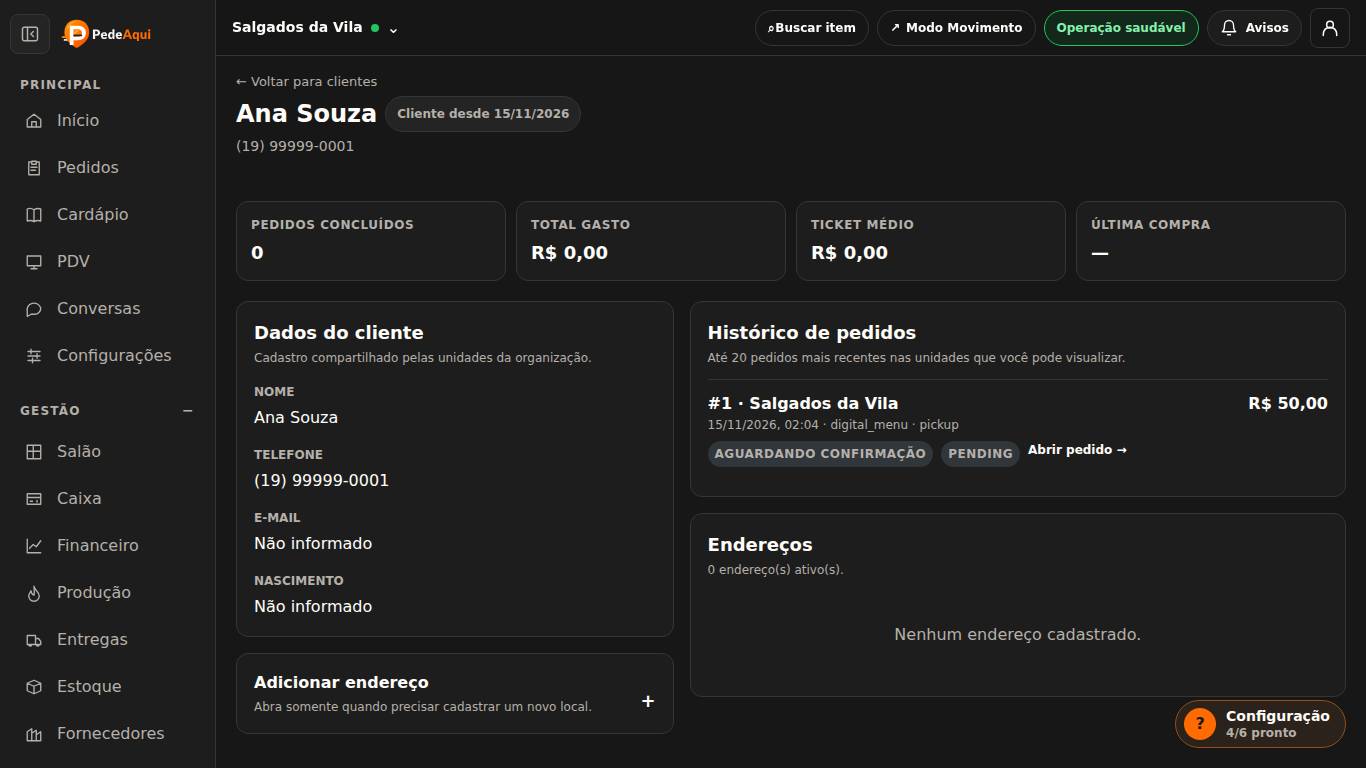 PedeAqui
PRINCIPAL
Início
Pedidos
Cardápio
PDV
Conversas
Configurações
GESTÃO −
Salão
Caixa
Financeiro
Produção
Entregas
Estoque
Fornecedores
Salgados da Vila
Buscar item
↗ Modo Movimento
Operação saudável
Avisos
← Voltar para clientes
Ana Souza
Cliente desde 15/11/2026
(19) 99999-0001
PEDIDOS CONCLUÍDOS
0
TOTAL GASTO
R$ 0,00
TICKET MÉDIO
R$ 0,00
ÚLTIMA COMPRA
—
Dados do cliente
Cadastro compartilhado pelas unidades da organização.
NOME
Ana Souza
TELEFONE
(19) 99999-0001
E-MAIL
Não informado
NASCIMENTO
Não informado
Adicionar endereço
Abra somente quando precisar cadastrar um novo local.
+
Histórico de pedidos
Até 20 pedidos mais recentes nas unidades que você pode visualizar.
#1 · Salgados da Vila R$ 50,00
15/11/2026, 02:04 · digital_menu · pickup
AGUARDANDO CONFIRMAÇÃO PENDING Abrir pedido →
Endereços
0 endereço(s) ativo(s).
Nenhum endereço cadastrado.
? Configuração
4/6 pronto